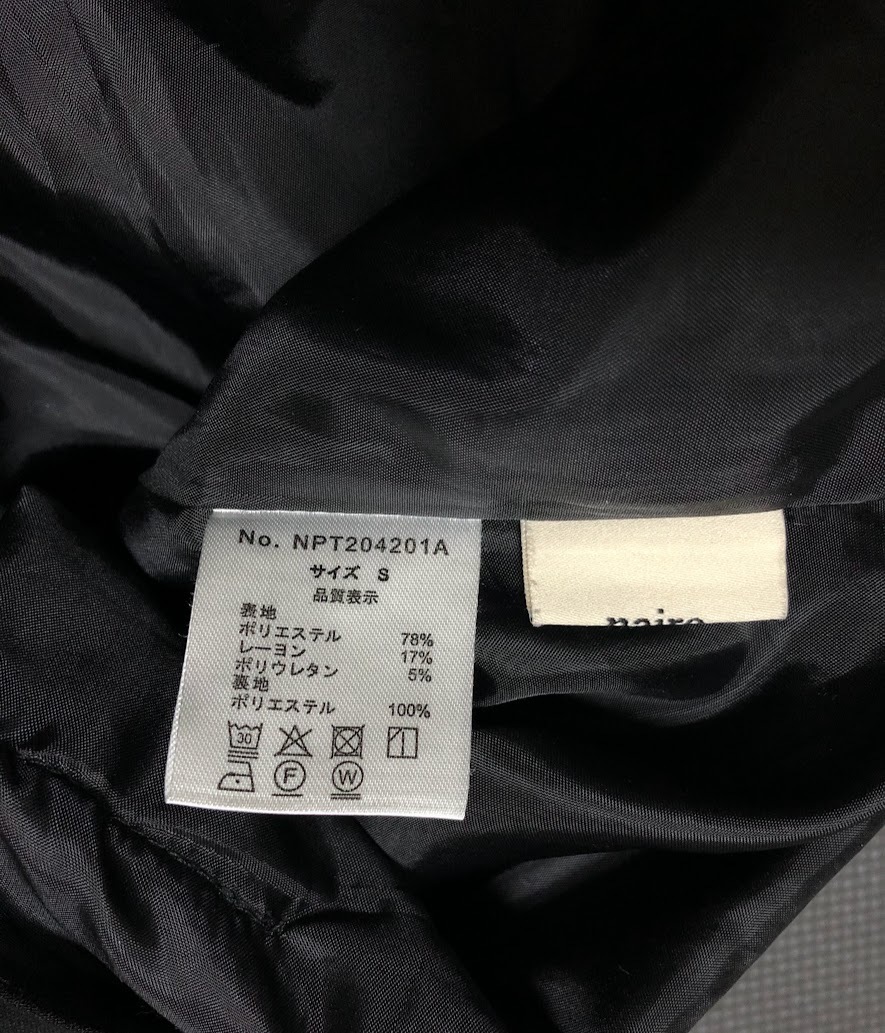 No. NPT204201A
サイズ S
品質表示
表地
ポリエステル 78%
レーヨン 17%
ポリウレタン 5%
裏地
ポリエステル 100%
30
F W